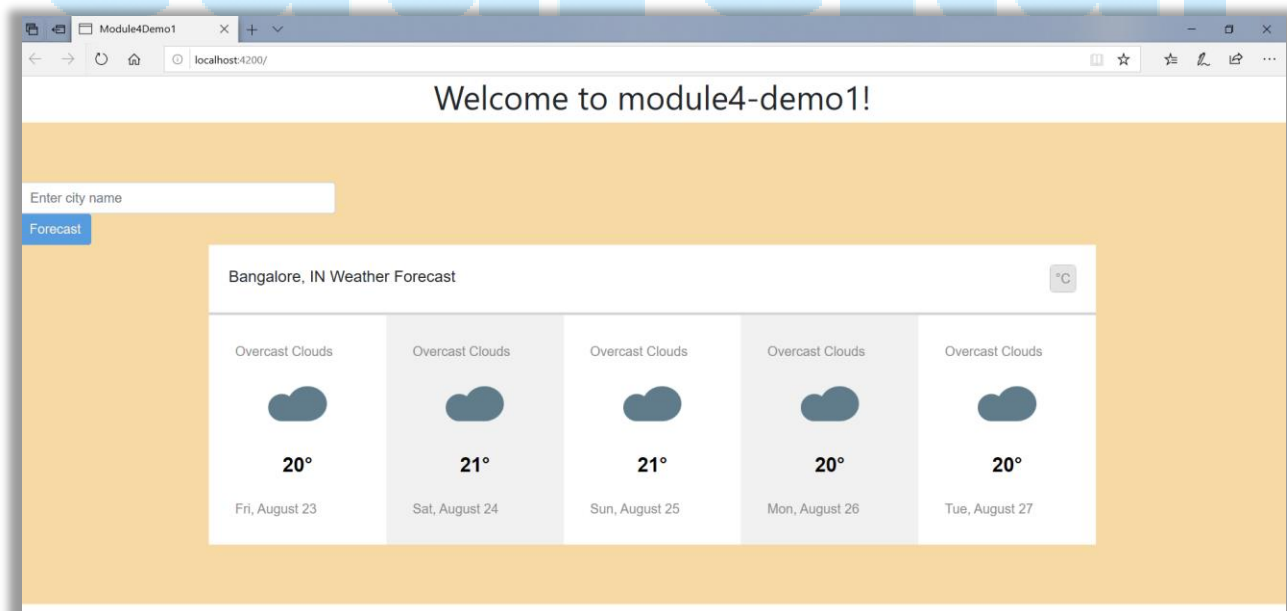 Module4Demo1
localhost:4200/
Welcome to module4-demo1!
Enter city name
Forecast
Bangalore, IN Weather Forecast °C
Overcast Clouds Overcast Clouds Overcast Clouds Overcast Clouds Overcast Clouds
20° 21° 21° 20° 20°
Fri, August 23 Sat, August 24 Sun, August 25 Mon, August 26 Tue, August 27